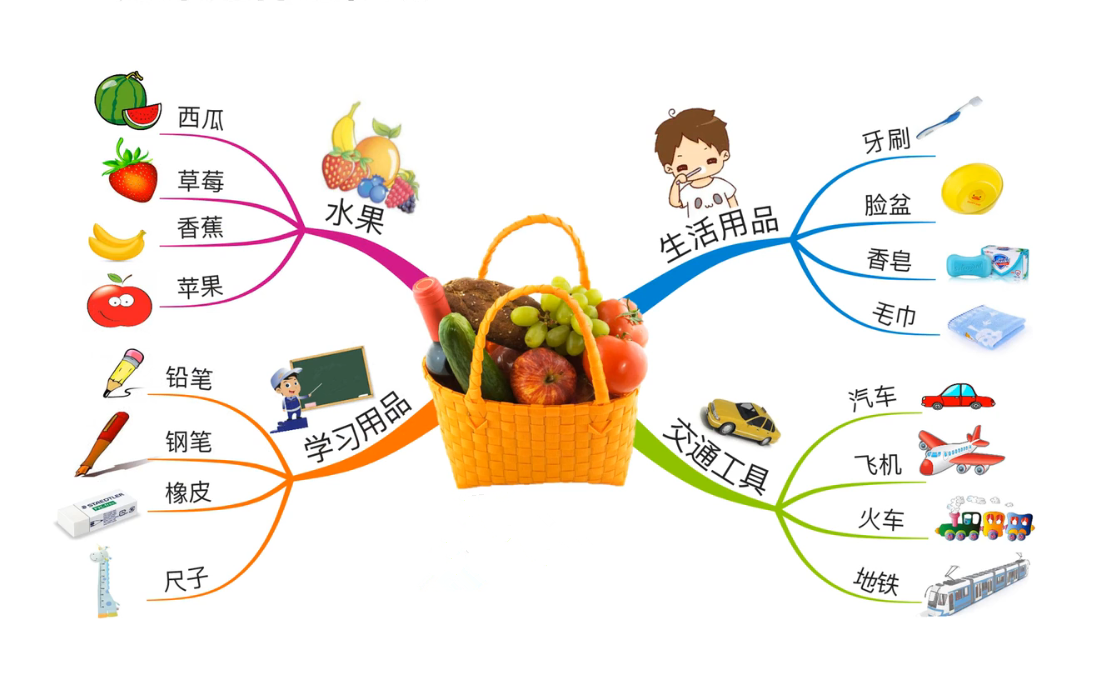 水果
西瓜
草莓
香蕉
苹果
学习用品
铅笔
钢笔
橡皮
STAEDTLER
尺子
生活用品
牙刷
脸盆
香皂
毛巾
交通工具
汽车
飞机
火车
地铁